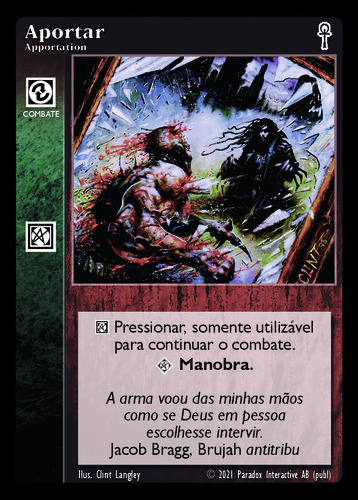 Aportar
Apportation
COMBATE
CLINT
Pressionar, somente utilizável
para continuar o combate.
Manobra.
A arma voou das minhas mãos
como se Deus em pessoa
escolhesse intervir.
Jacob Bragg, Brujah antitribu
Ilus. Clint Langley © 2021 Paradox Interactive AB (publ)